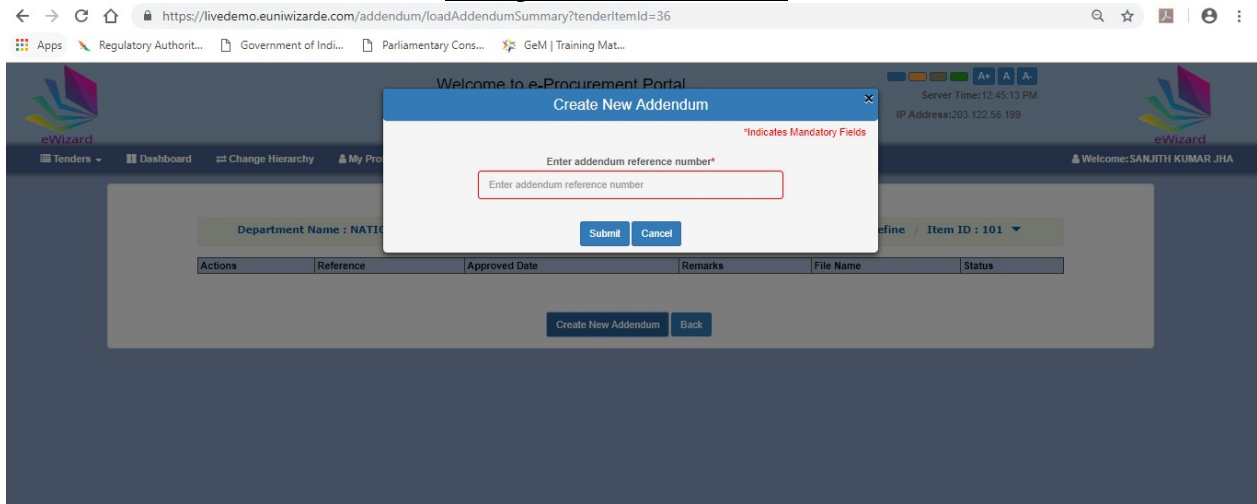 https://livedemo.euniwizarde.com/addendum/loadAddendumSummary?tenderItemId=36
Apps Regulatory Authorit... Government of Indi... Parliamentary Cons... GeM | Training Mat...
Welcome to e-Procurement Portal
A+ A A-
Server Time:12:45:13 PM
IP Address:203.122.56.199
eWizard
eWizard
Tenders Dashboard Change Hierarchy My Pro
Welcome:SANJITH KUMAR JHA
Create New Addendum ×
*Indicates Mandatory Fields
Enter addendum reference number*
Enter addendum reference number
Submit Cancel
Department Name : NATI
efine / Item ID : 101
Actions Reference Approved Date Remarks File Name Status
Create New Addendum Back